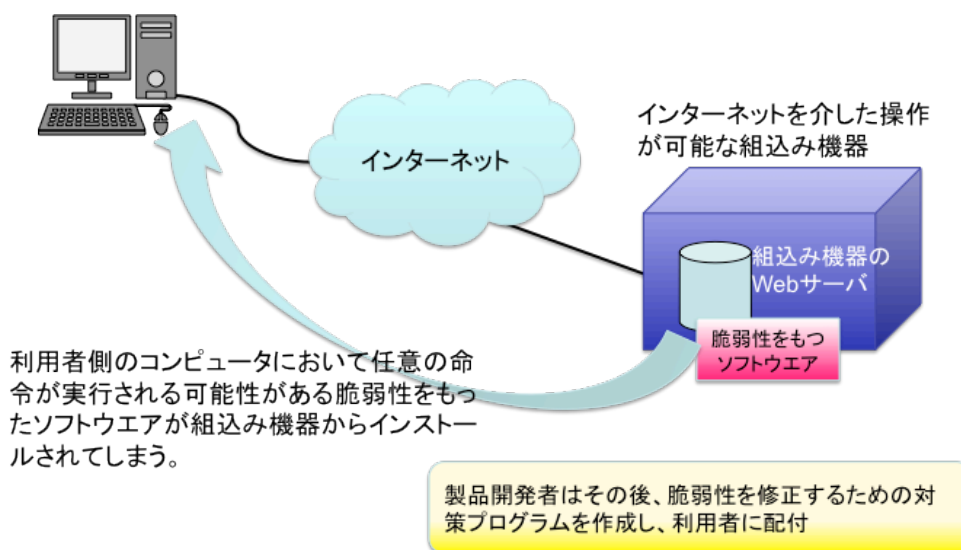 インターネット
インターネットを介した操作
が可能な組込み機器
組込み機器の
Webサーバ
脆弱性をもつ
ソフトウエア
利用者側のコンピュータにおいて任意の命
令が実行される可能性がある脆弱性をもっ
たソフトウエアが組込み機器からインストー
ルされてしまう。
製品開発者はその後、脆弱性を修正するための対
策プログラムを作成し、利用者に配付